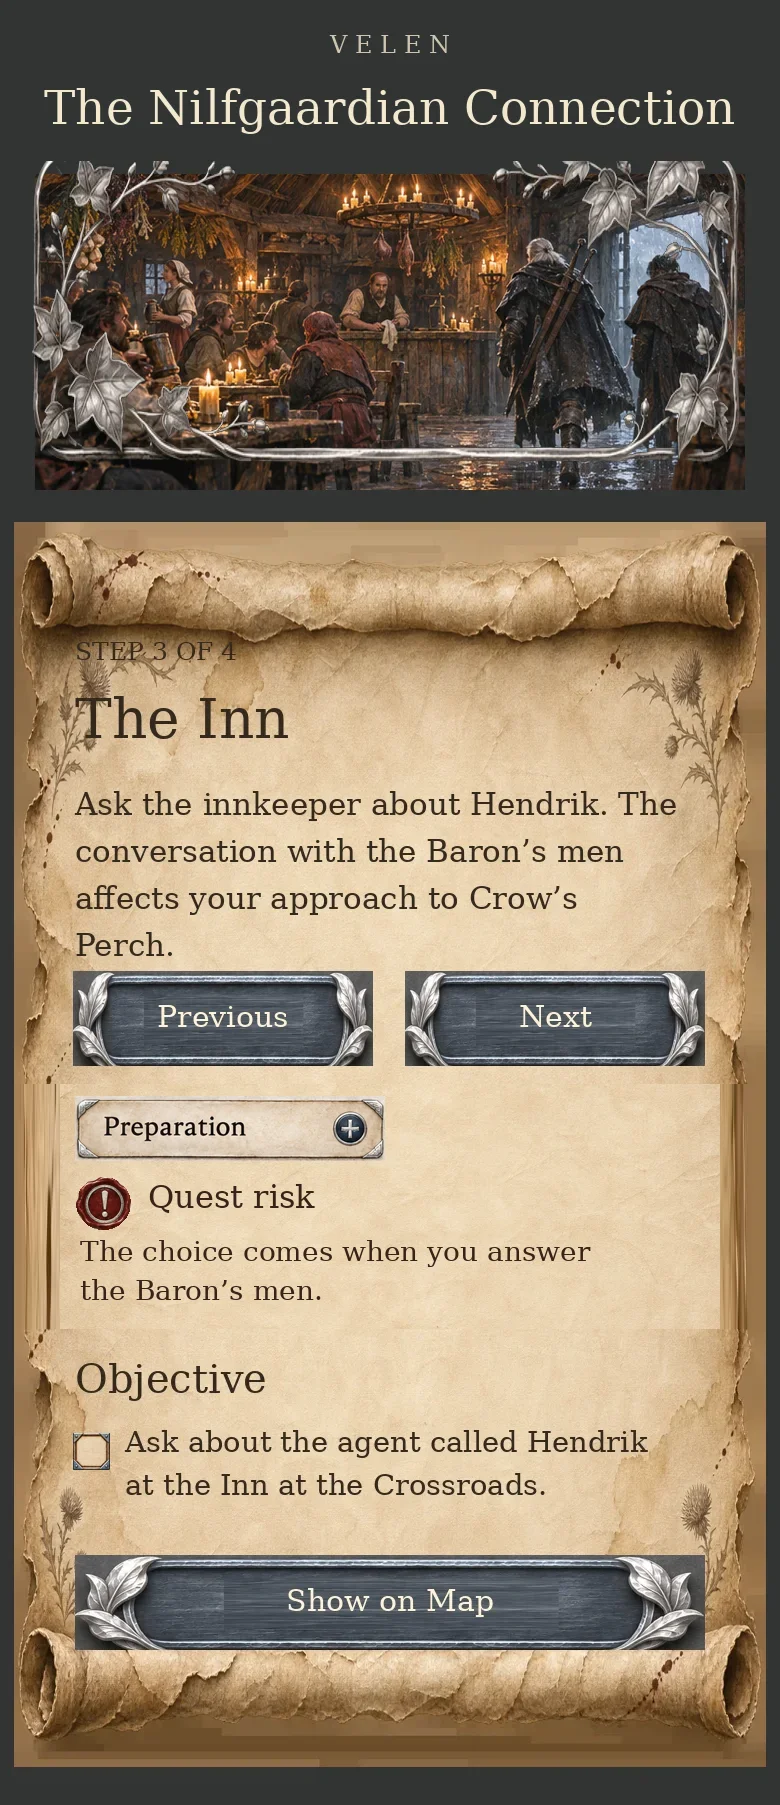 VELEN
The Nilfgaardian Connection
STEP 3 OF 4
The Inn
Ask the innkeeper about Hendrik. The
conversation with the Baron’s men
affects your approach to Crow’s
Perch.
Previous
Next
Preparation
Quest risk
The choice comes when you answer
the Baron’s men.
Objective
Ask about the agent called Hendrik
at the Inn at the Crossroads.
Show on Map